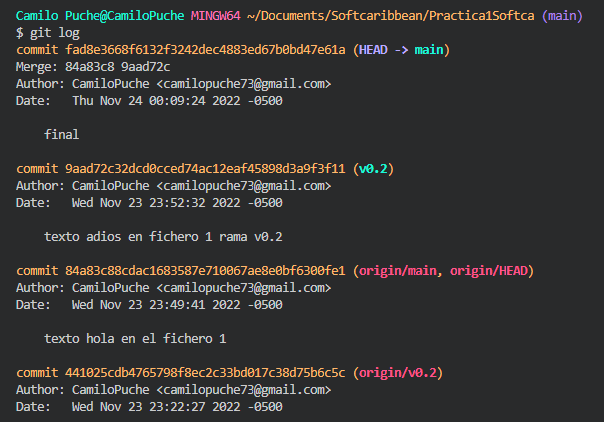 Camilo Puche@CamiloPuche MINGW64 ~/Documents/Softcaribbean/Practica1Softca (main)
$ git log
commit fad8e3668f6132f3242dec4883ed67b0bd47e61a (HEAD -> main)
Merge: 84a83c8 9aad72c
Author: CamiloPuche <camilopuche73@gmail.com>
Date:   Thu Nov 24 00:09:24 2022 -0500

    final

commit 9aad72c32dcd0cced74ac12eaf45898d3a9f3f11 (v0.2)
Author: CamiloPuche <camilopuche73@gmail.com>
Date:   Wed Nov 23 23:52:32 2022 -0500

    texto adios en fichero 1 rama v0.2

commit 84a83c88cdac1683587e710067ae8e0bf6300fe1 (origin/main, origin/HEAD)
Author: CamiloPuche <camilopuche73@gmail.com>
Date:   Wed Nov 23 23:49:41 2022 -0500

    texto hola en el fichero 1

commit 441025cdb4765798f8ec2c33bd017c38d75b6c5c (origin/v0.2)
Author: CamiloPuche <camilopuche73@gmail.com>
Date:   Wed Nov 23 23:22:27 2022 -0500